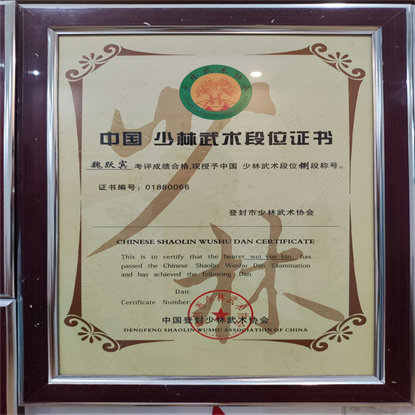 中国 少林武术段位证书
魏跃宾 考评成绩合格,现授予中国 少林武术段位捌段称号。
证书编号:01880066
登封市少林武术协会
CHINESE SHAOLIN WUSHU DAN CERTIFICATE
This is to certify that the bearer wei yun bin has
passed the Chinese Shaolin Wushu Dan Examination
and has achieved the following Dan
Dan:
Certificate Number
中国登封少林武术协会
DENGFENG SHAOLIN WUSHU ASSOCIATION OF CHINA
少林